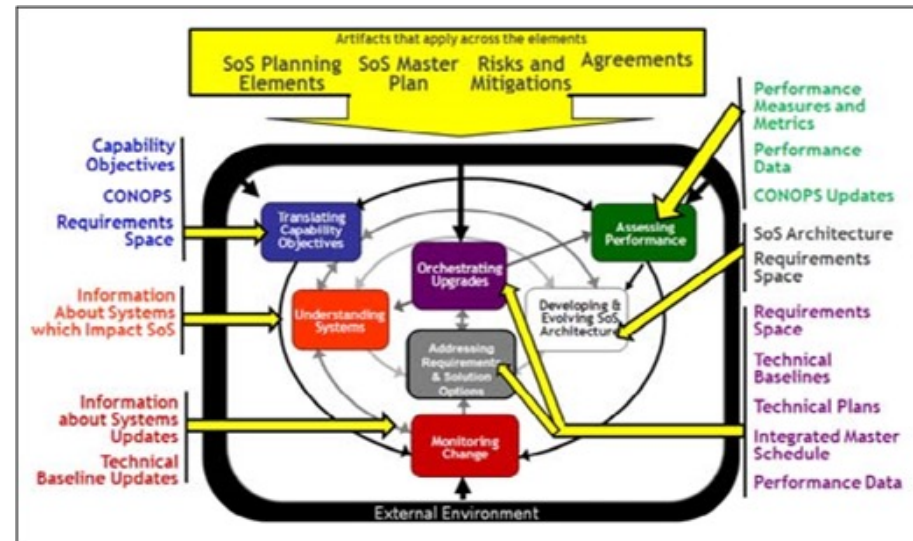 Artifacts that apply across the elements
SoS Planning
Elements
SoS Master
Plan
Risks and
Mitigations
Agreements
Capability
Objectives
CONOPS
Requirements
Space
Information
About Systems
which Impact SoS
Information
about Systems
Updates
Technical
Baseline Updates
Translating
Capability
Objectives
Orchestrating
Upgrades
Assessing
Performance
Understanding
Systems
Developing &
Evolving SoS
Architecture
Addressing
Requirements
& Solution
Options
Monitoring
Change
External Environment
Performance
Measures and
Metrics
Performance
Data
CONOPS Updates
SoS Architecture
Requirements
Space
Requirements
Space
Technical
Baselines
Technical Plans
Integrated Master
Schedule
Performance Data